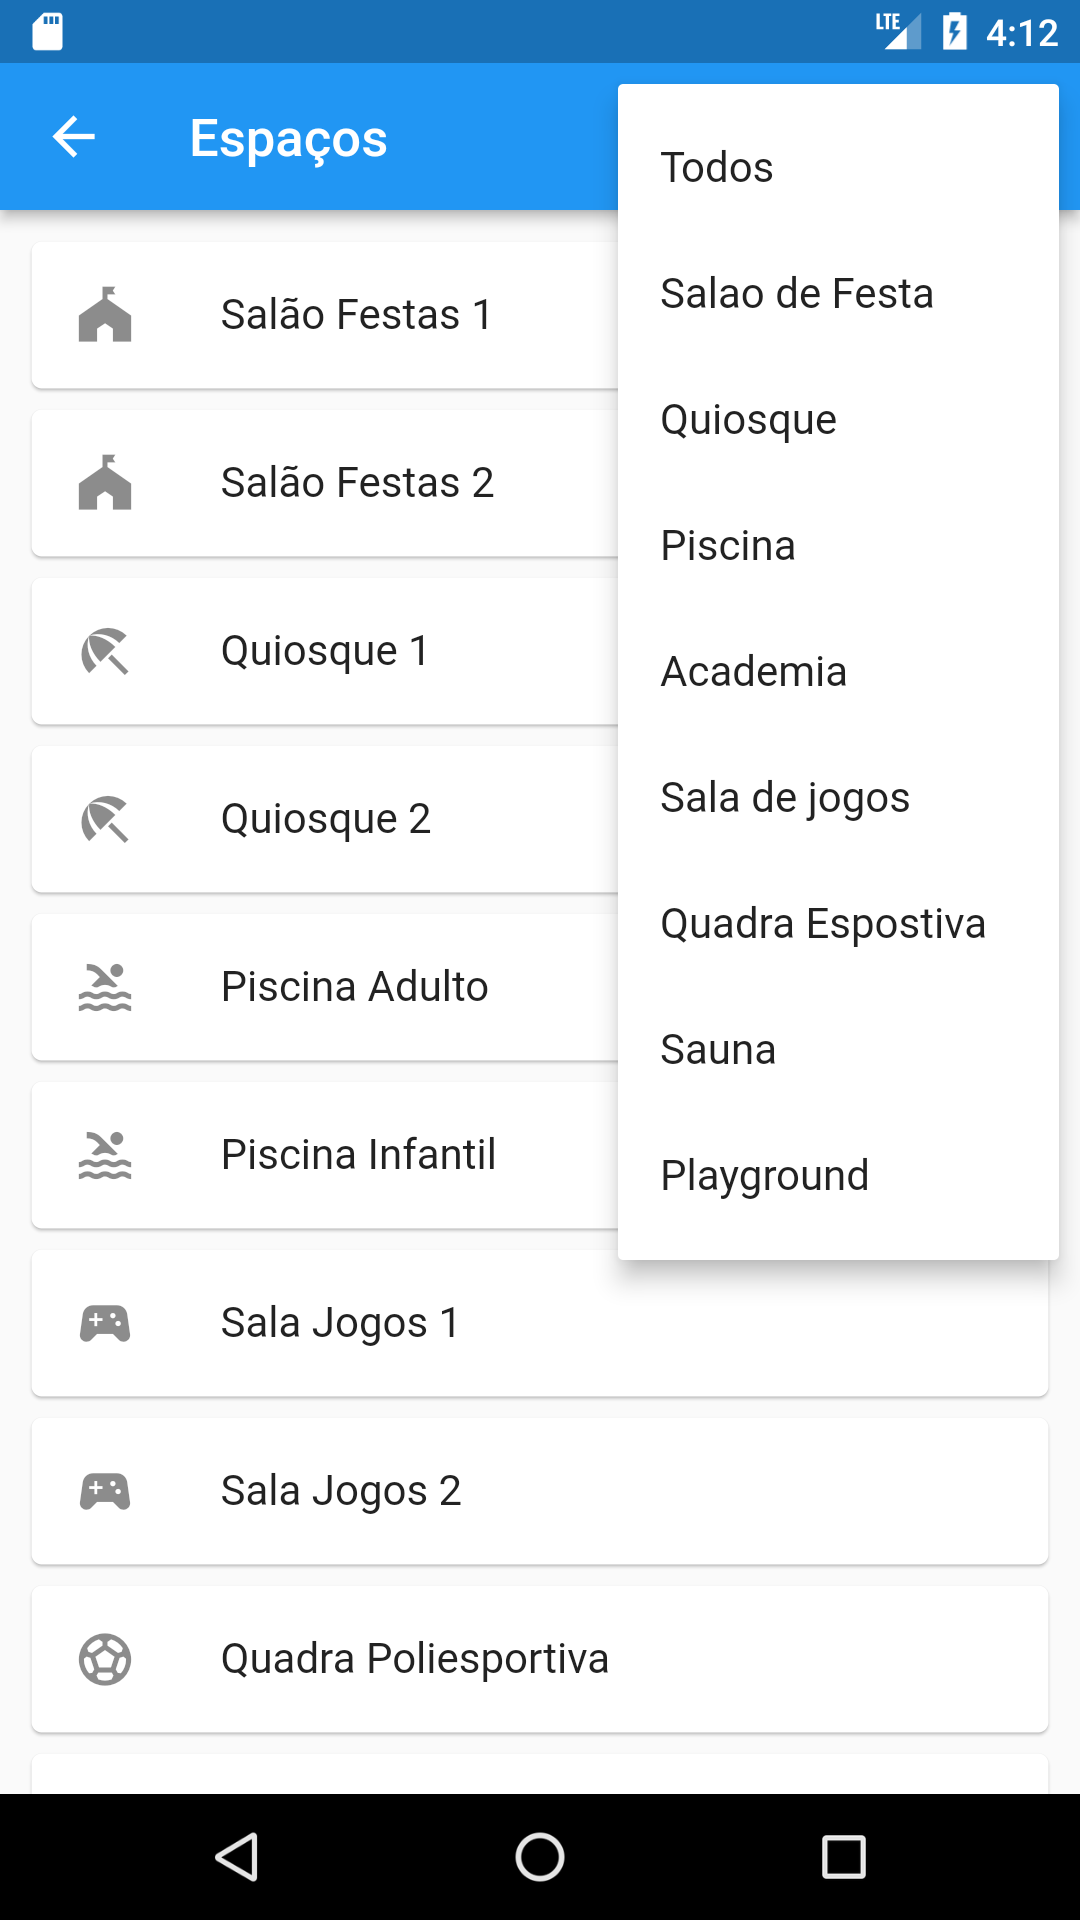 LTE 4:12
Espaços
Todos
Salao de Festa
Quiosque
Piscina
Academia
Sala de jogos
Quadra Espostiva
Sauna
Playground
Salão Festas 1
Salão Festas 2
Quiosque 1
Quiosque 2
Piscina Adulto
Piscina Infantil
Sala Jogos 1
Sala Jogos 2
Quadra Poliesportiva